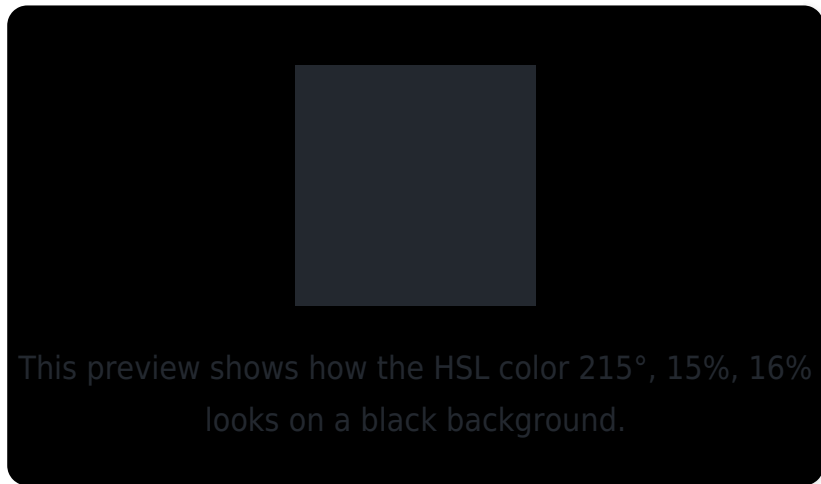 This preview shows how the HSL color 215°, 15%, 16%
looks on a black background.